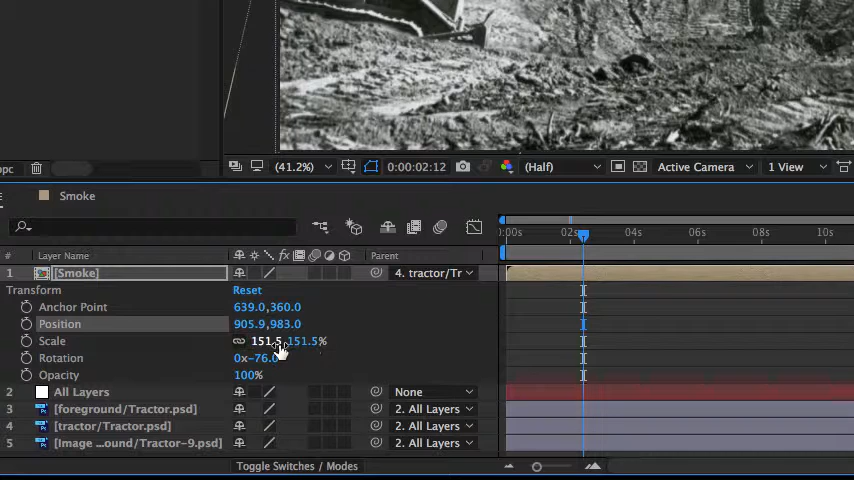 opc (41.2%) 0:00:02:12 (Half) Active Camera 1 View
Smoke
Layer Name fx Parent :00s 02s 04s 06s 08s 10s
1 [Smoke] 4. tractor/Tr
Transform Reset
Anchor Point 639.0,360.0
Position 905.9,983.0
Scale 151.5,151.5%
Rotation 0x-76.0
Opacity 100%
2 All Layers None
3 [foreground/Tractor.psd] 2. All Layers
4 [tractor/Tractor.psd] 2. All Layers
5 [Image ...ound/Tractor-9.psd] 2. All Layers
Toggle Switches / Modes